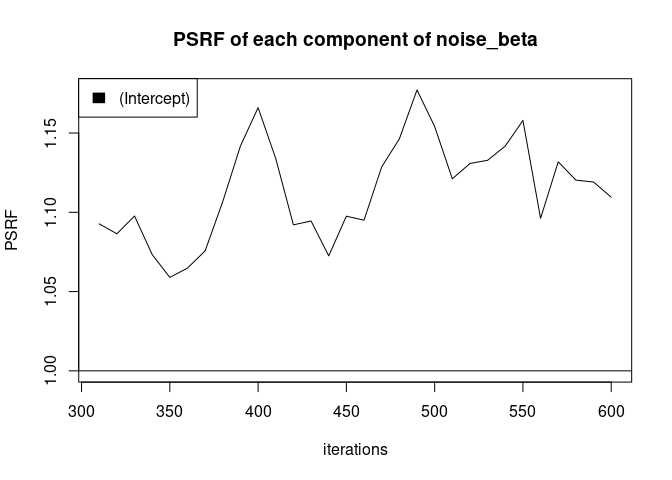 PSRF of each component of noise_beta
(Intercept)
PSRF
1.15
1.10
1.05
1.00
300 350 400 450 500 550 600
iterations